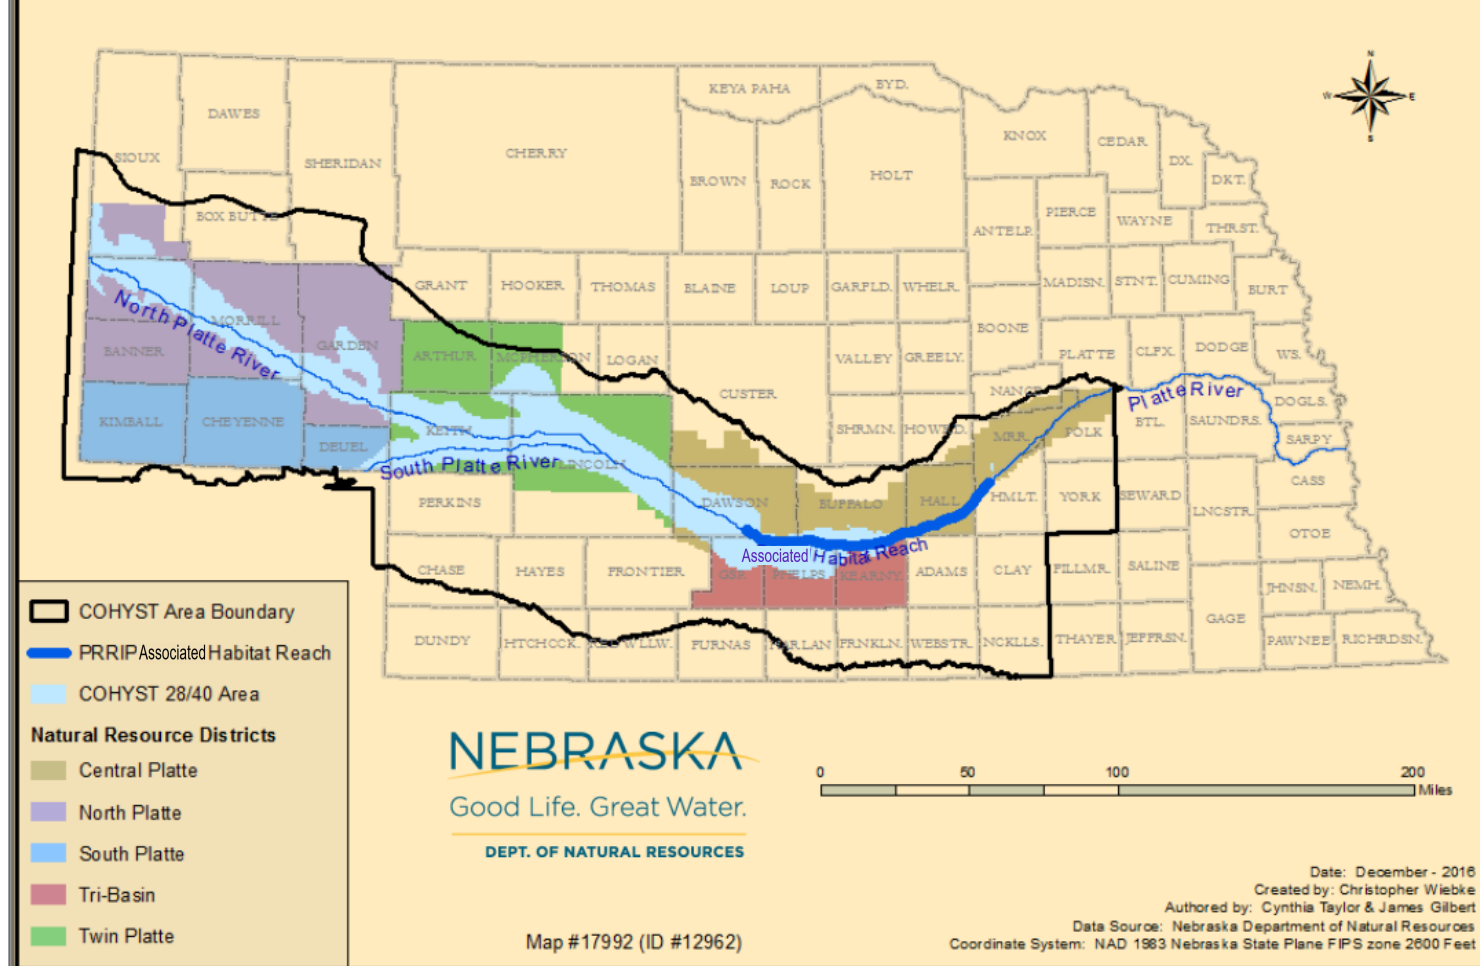 N
W E
S
KEYA PAHA
BYD.
DAWES
KNOX
CEDAR
SIOUX
SHERIDAN
CHERRY
DX.
BROWN
ROCK
HOLT
DKT.
BOX BUTTE
PIERCE
WAYNE
ANTELP.
THRST.
GRANT
HOOKER
THOMAS
BLAINE
LOUP
GARFLD.
WHELR.
MADISN.
STNT.
CUMING
BURT
North Platte River
MORRILL
BOONE
BANNER
GARDEN
ARTHUR
MCPHERSON
LOGAN
VALLEY
GREELY.
PLATTE
CLFX.
DODGE
WS.
CUSTER
NANCE
Platte River
DOGLS.
KIMBALL
CHEYENNE
DEUEL
KEITH
SHRMN.
HOWRD.
MRR.
POLK
BTL.
SAUNDRS.
SARPY
South Platte River
LINCOLN
CASS
PERKINS
DAWSON
BUFFALO
HALL
HMLT.
YORK
SEWARD
LNCSTR.
OTOE
Associated Habitat Reach
CHASE
HAYES
FRONTIER
GSP.
PHELPS
KEARNY.
ADAMS
CLAY
FILLMR.
SALINE
JHNSN.
NEMH.
GAGE
DUNDY
HTCHCCK.
FURNAS
HARLAN
FRNKLN.
WEBSTR.
NCKLLS.
THAYER
JEFFRSN.
PAWNEE
RICHRDSN.
COHYST Area Boundary
PRRIP Associated Habitat Reach
COHYST 28/40 Area
Natural Resource Districts
Central Platte
North Platte
South Platte
Tri-Basin
Twin Platte
NEBRASKA
Good Life. Great Water.
DEPT. OF NATURAL RESOURCES
0 50 100 200
Miles
Map #17992 (ID #12962)
Date: December - 2016
Created by: Christopher Wiebke
Authored by: Cynthia Taylor & James Gilbert
Data Source: Nebraska Department of Natural Resources
Coordinate System: NAD 1983 Nebraska State Plane FIPS zone 2600 Feet